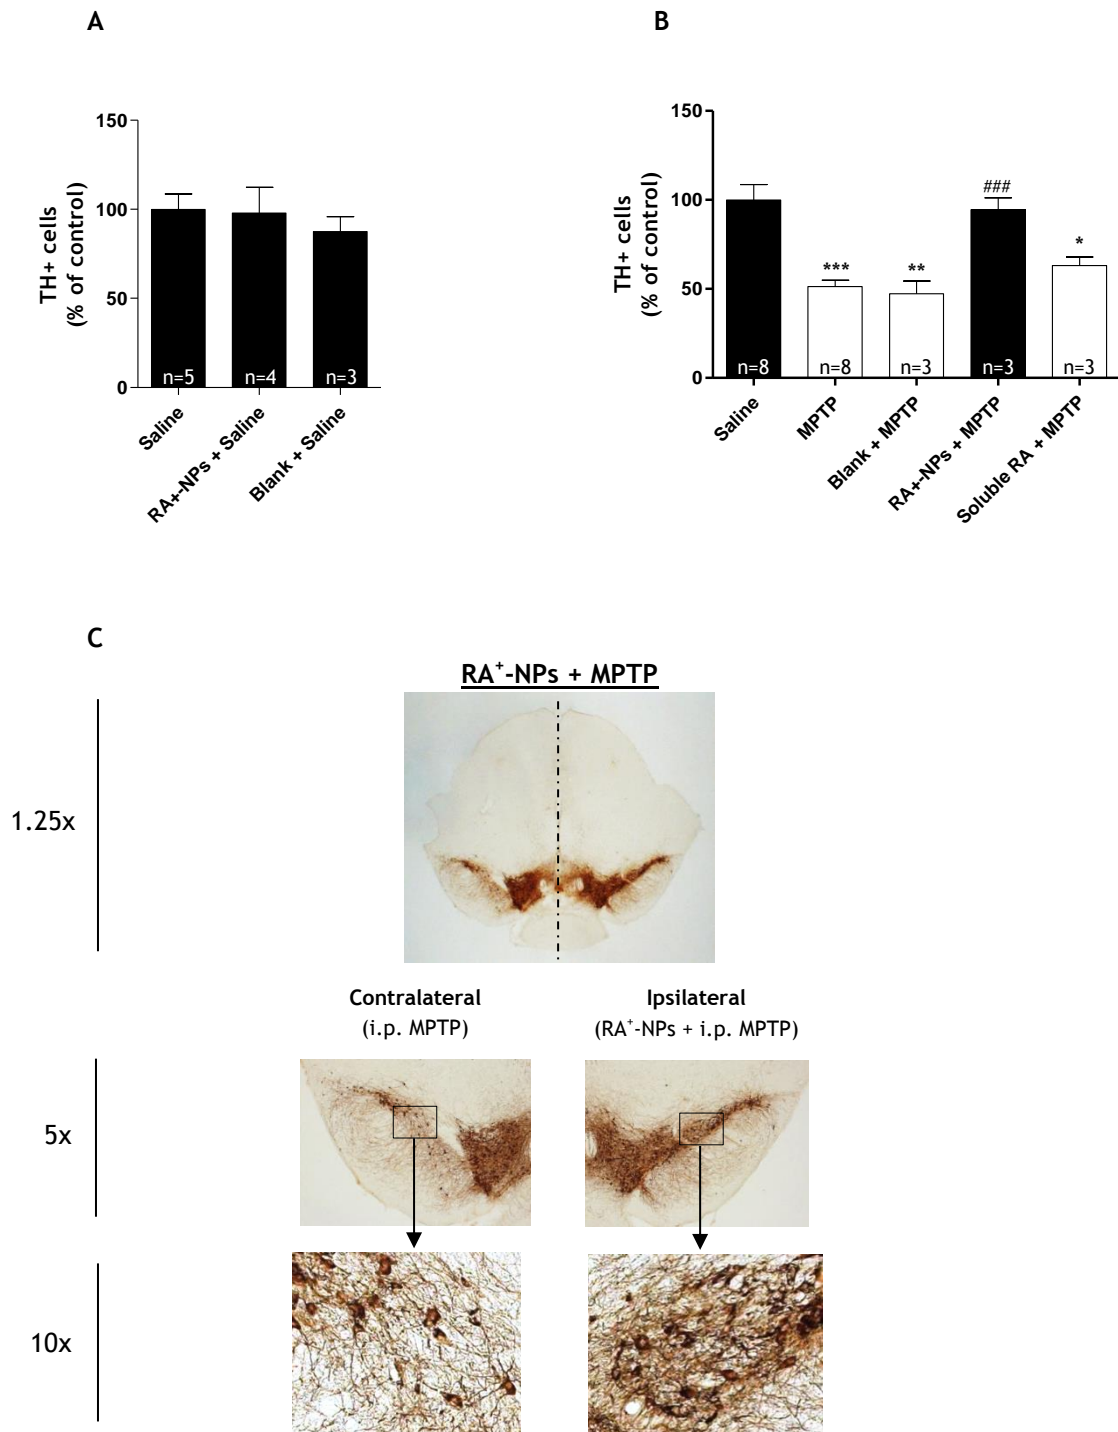 A
TH+ cells
(% of control)
150
100
50
0
n=5
n=4
n=3
Saline
RA+-NPs + Saline
Blank + Saline
B
TH+ cells
(% of control)
150
100
50
0
***
**
###
*
n=8
n=8
n=3
n=3
n=3
Saline
MPTP
Blank + MPTP
RA+-NPs + MPTP
Soluble RA + MPTP
C
RA⁺-NPs + MPTP
1.25x
Contralateral
(i.p. MPTP)
Ipsilateral
(RA⁺-NPs + i.p. MPTP)
5x
10x